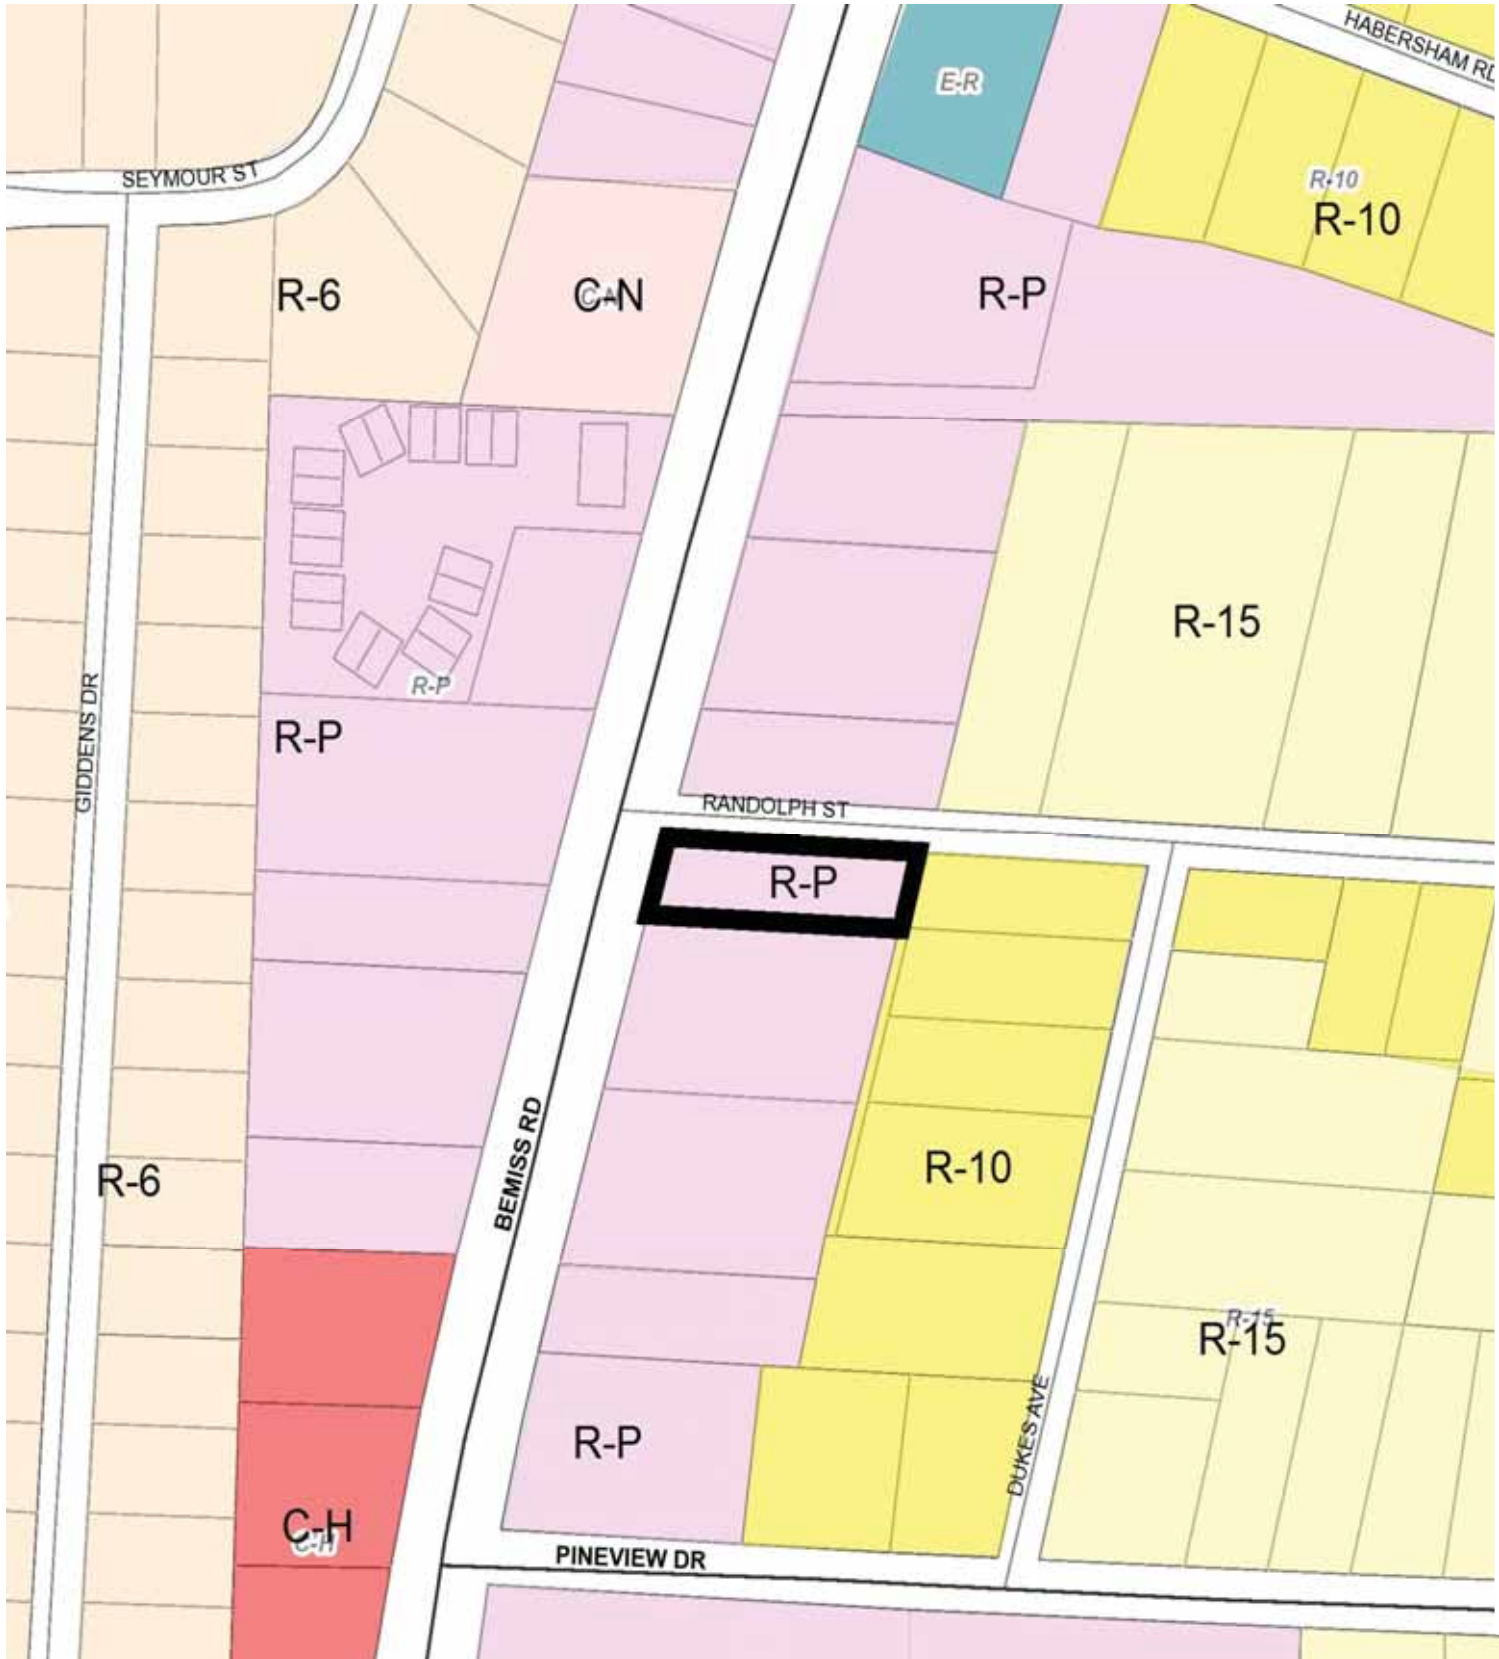 HABERSHAM RD
E-R
SEYMOUR ST
R-10
R-10
R-6
C-N
R-P
R-15
R-P
GIDDENS DR
R-P
RANDOLPH ST
R-P
BEMISS RD
R-10
R-6
R-15
R-15
DUKES AVE
R-P
C-H
C-H
PINEVIEW DR